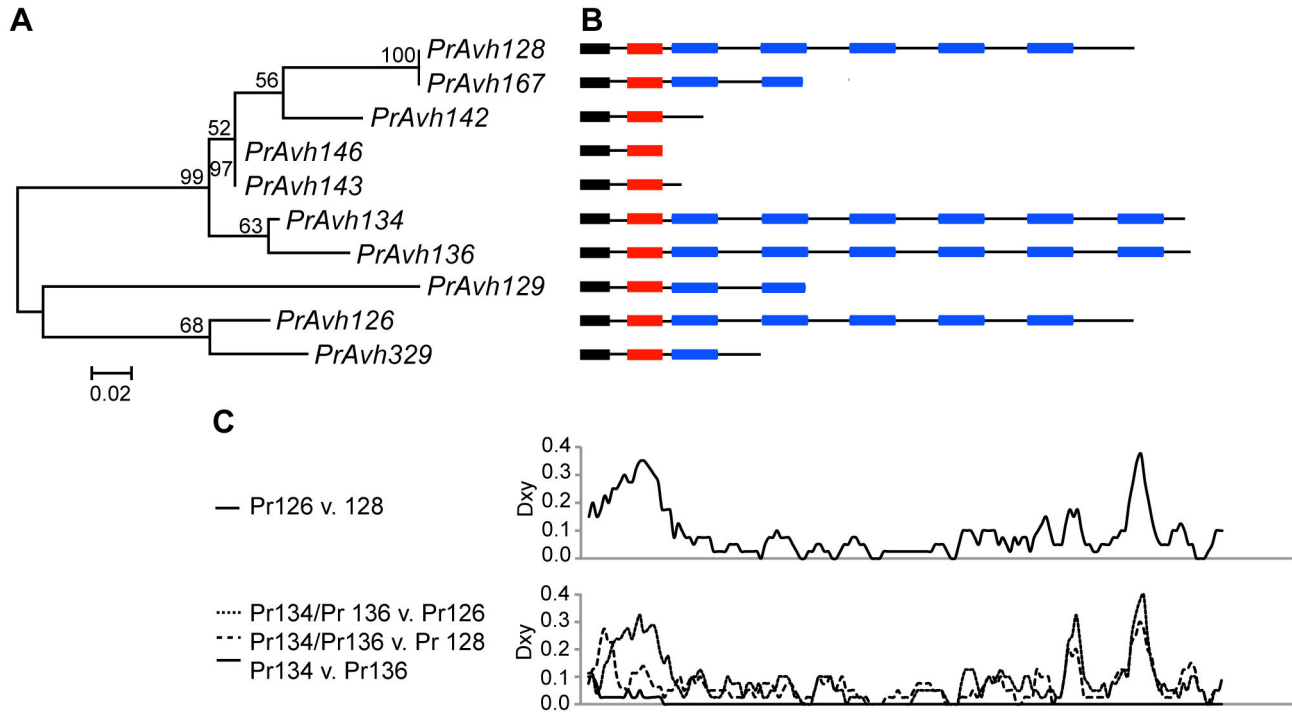 A
B
100
PrAvh128
PrAvh167
56
PrAvh142
52
PrAvh146
97
99
PrAvh143
PrAvh134
63
PrAvh136
PrAvh129
PrAvh126
68
PrAvh329
0.02
C
0.4
0.3
0.2
0.1
0.0
Dxy
Pr126 v. 128
0.4
0.3
0.2
0.1
0.0
Dxy
Pr134/Pr 136 v. Pr126
Pr134/Pr136 v. Pr 128
Pr134 v. Pr136